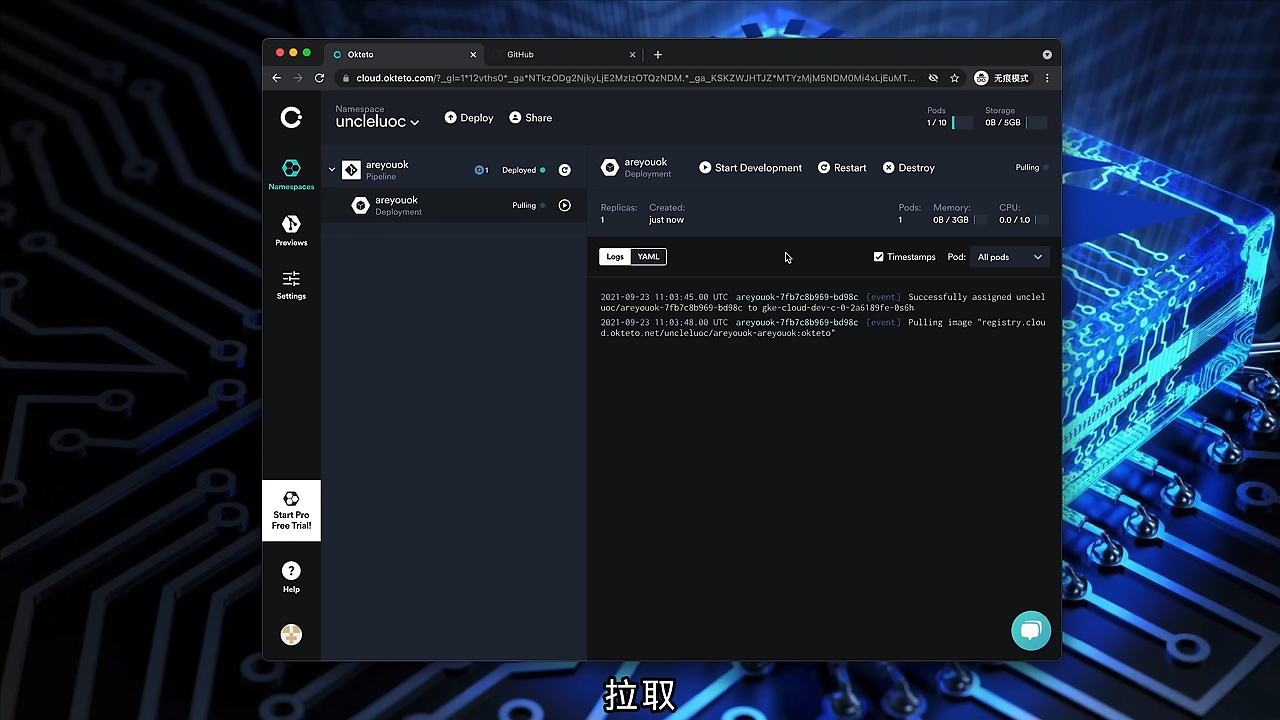 Okteto
GitHub
cloud.okteto.com/?_gl=1*12vths0*_ga*NTkzODg2NjkyLjE2MzIzOTQzNDM.*_ga_KSKZWJHTJZ*MTYzMjM5NDM0Mi4xLjEuMT...
无痕模式
Namespace
uncleluoc
Deploy
Share
Pods
1 / 10
Storage
0B / 5GB
Namespaces
Previews
Settings
Start Pro
Free Trial!
Help
areyouok
Pipeline
1
Deployed
areyouok
Deployment
Pulling
areyouok
Deployment
Start Development
Restart
Destroy
Pulling
Replicas:
1
Created:
just now
Pods:
1
Memory:
0B / 3GB
CPU:
0.0 / 1.0
Logs
YAML
Timestamps
Pod:
All pods
2021-09-23 11:03:45.00 UTC areyouok-7fb7c8b969-bd98c [event] Successfully assigned unclel
uoc/areyouok-7fb7c8b969-bd98c to gke-cloud-dev-c-0-2a6189fe-0s6h
2021-09-23 11:03:48.00 UTC areyouok-7fb7c8b969-bd98c [event] Pulling image "registry.clou
d.okteto.net/uncleluoc/areyouok-areyouok:okteto"
拉取